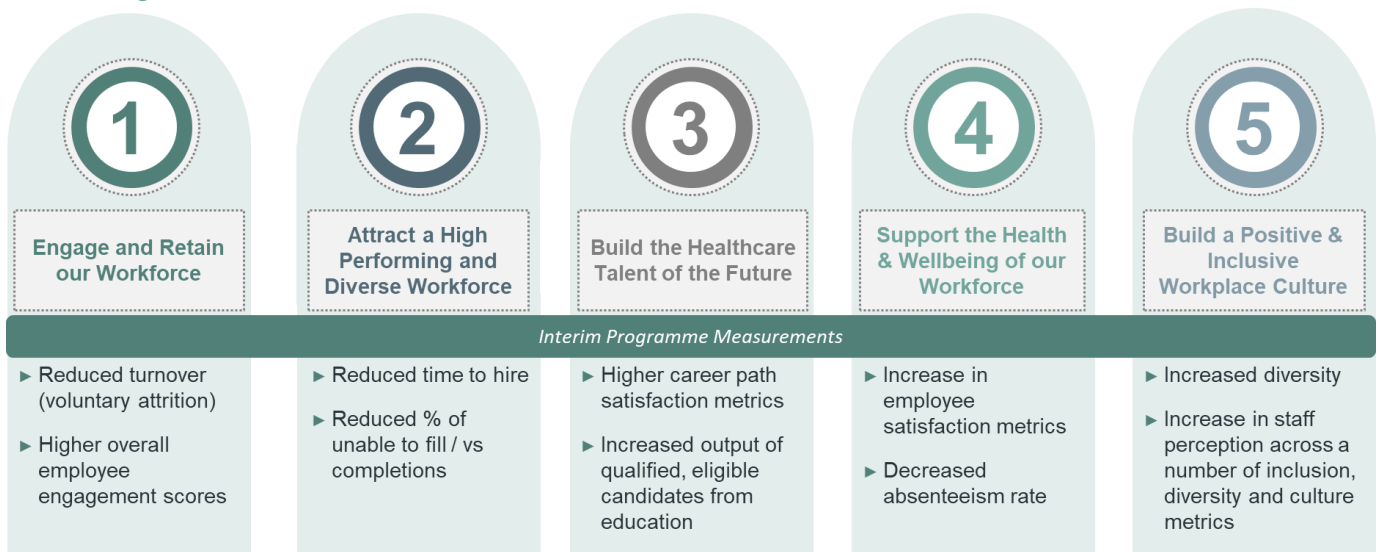 1
Engage and Retain
our Workforce
2
Attract a High
Performing and
Diverse Workforce
3
Build the Healthcare
Talent of the Future
4
Support the Health
& Wellbeing of our
Workforce
5
Build a Positive &
Inclusive
Workplace Culture
Interim Programme Measurements
► Reduced turnover
(voluntary attrition)
► Higher overall
employee
engagement scores
► Reduced time to hire
► Reduced % of
unable to fill / vs
completions
► Higher career path
satisfaction metrics
► Increased output of
qualified, eligible
candidates from
education
► Increase in
employee
satisfaction metrics
► Decreased
absenteeism rate
► Increased diversity
► Increase in staff
perception across a
number of inclusion,
diversity and culture
metrics